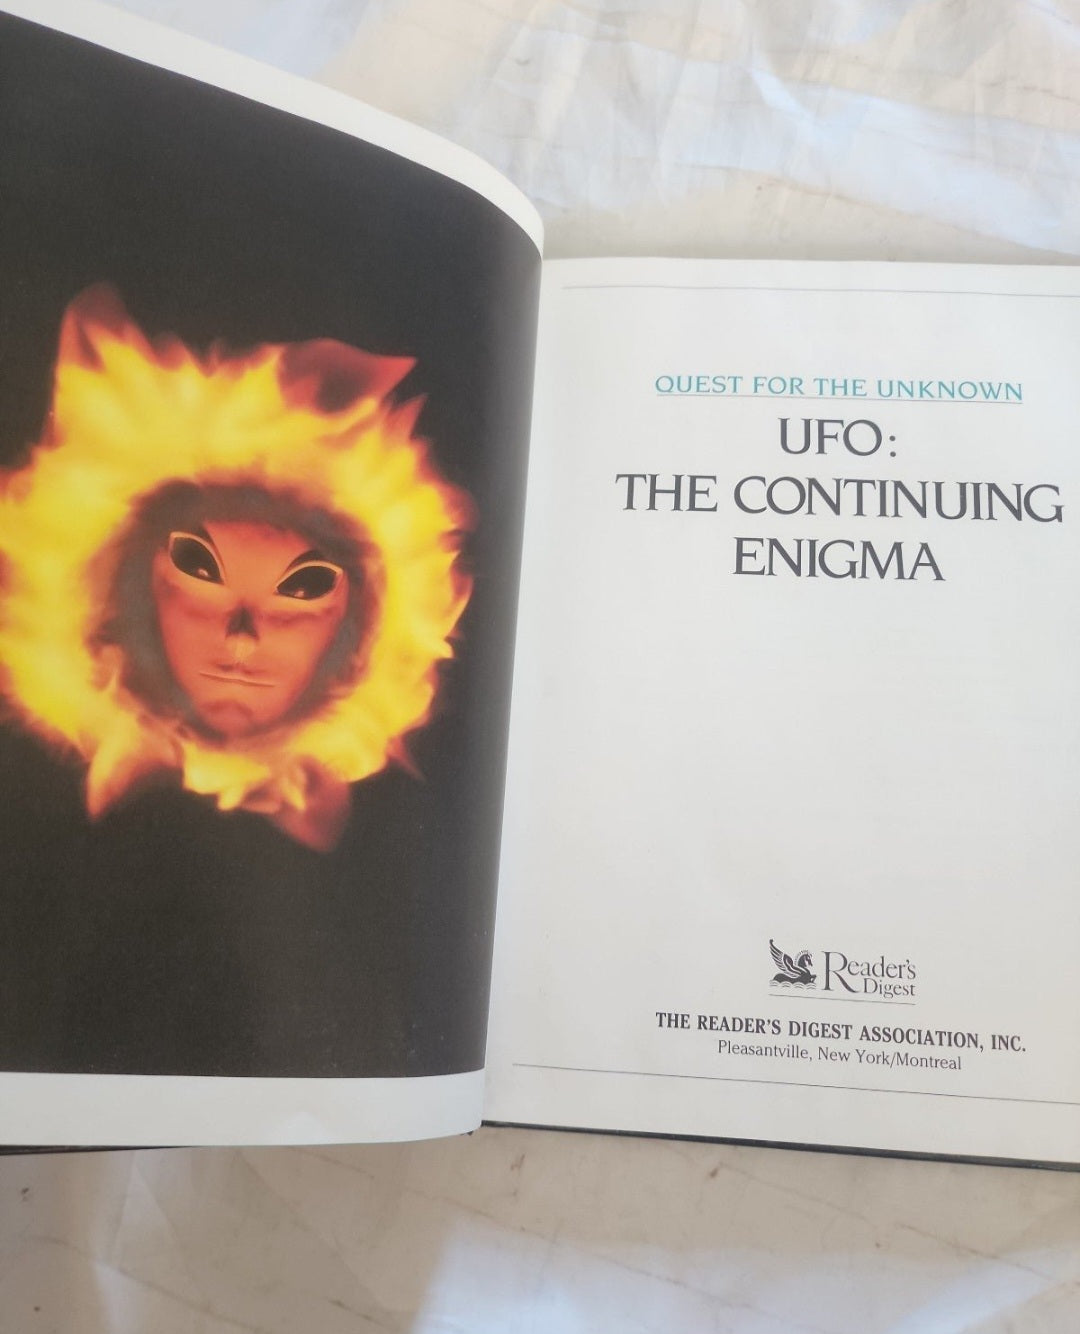 QUEST FOR THE UNKNOWN
UFO:
THE CONTINUING
ENIGMA
Reader's
Digest
THE READER'S DIGEST ASSOCIATION, INC.
Pleasantville, New York/Montreal